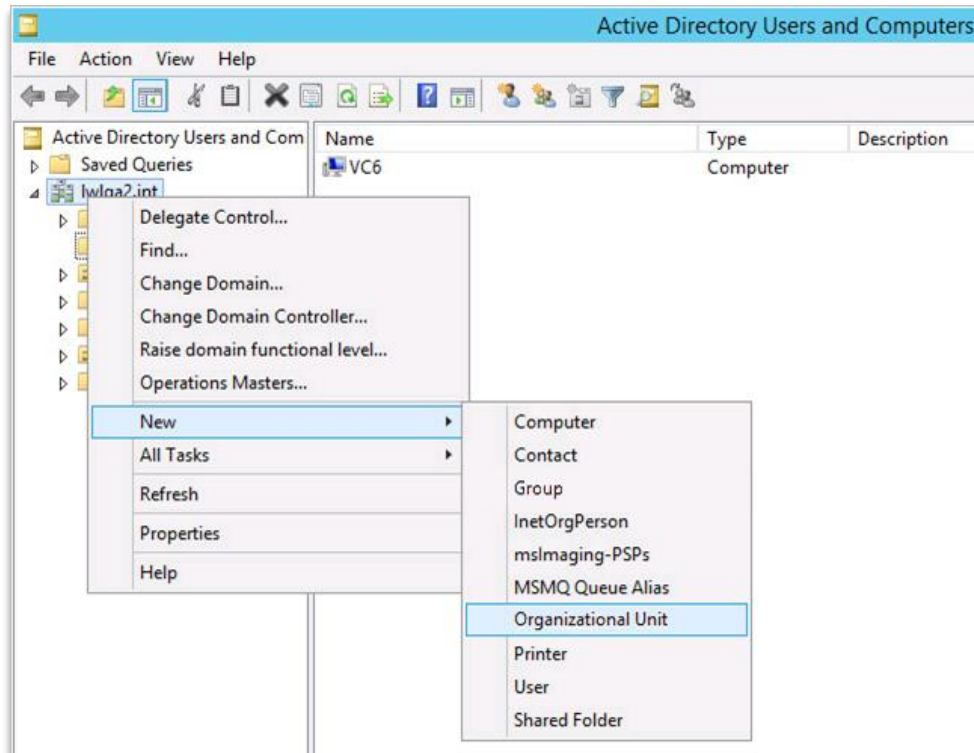 Active Directory Users and Computers
File Action View Help
Active Directory Users and Com
Name Type Description
Saved Queries
VC6 Computer
lwlqa2.int
Delegate Control...
Find...
Change Domain...
Change Domain Controller...
Raise domain functional level...
Operations Masters...
New
All Tasks
Refresh
Properties
Help
Computer
Contact
Group
InetOrgPerson
msImaging-PSPs
MSMQ Queue Alias
Organizational Unit
Printer
User
Shared Folder